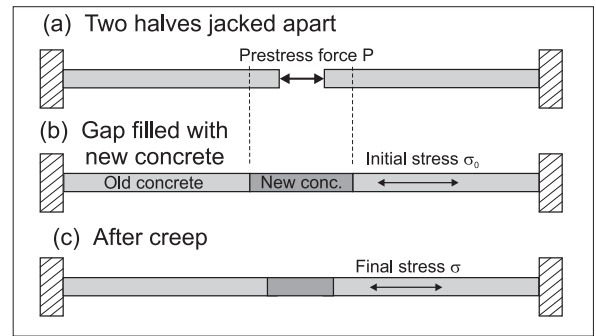 (a) Two halves jacked apart
Prestress force P
(b) Gap filled with
new concrete
Initial stress σ₀
Old concrete
New conc.
(c) After creep
Final stress σ